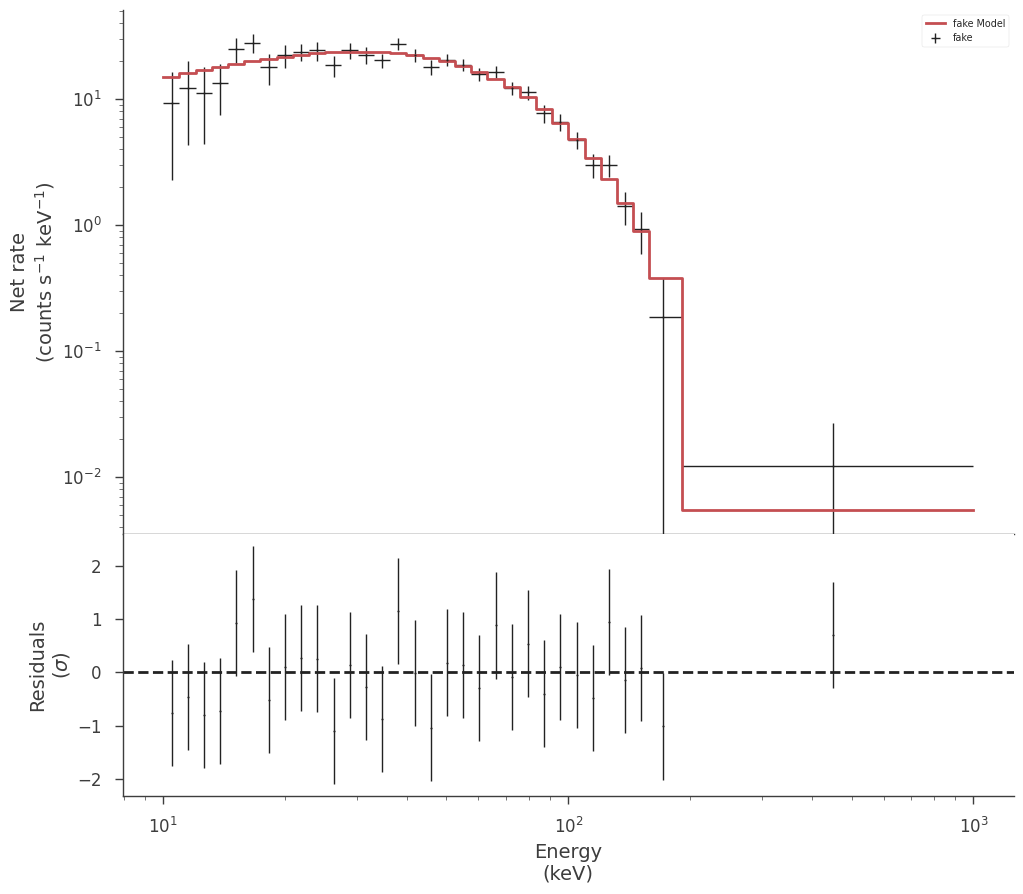 fake Model
fake
Net rate
(counts s⁻¹ keV⁻¹)
10¹
10⁰
10⁻¹
10⁻²
Residuals
(σ)
2
1
0
−1
−2
10¹
10²
10³
Energy
(keV)